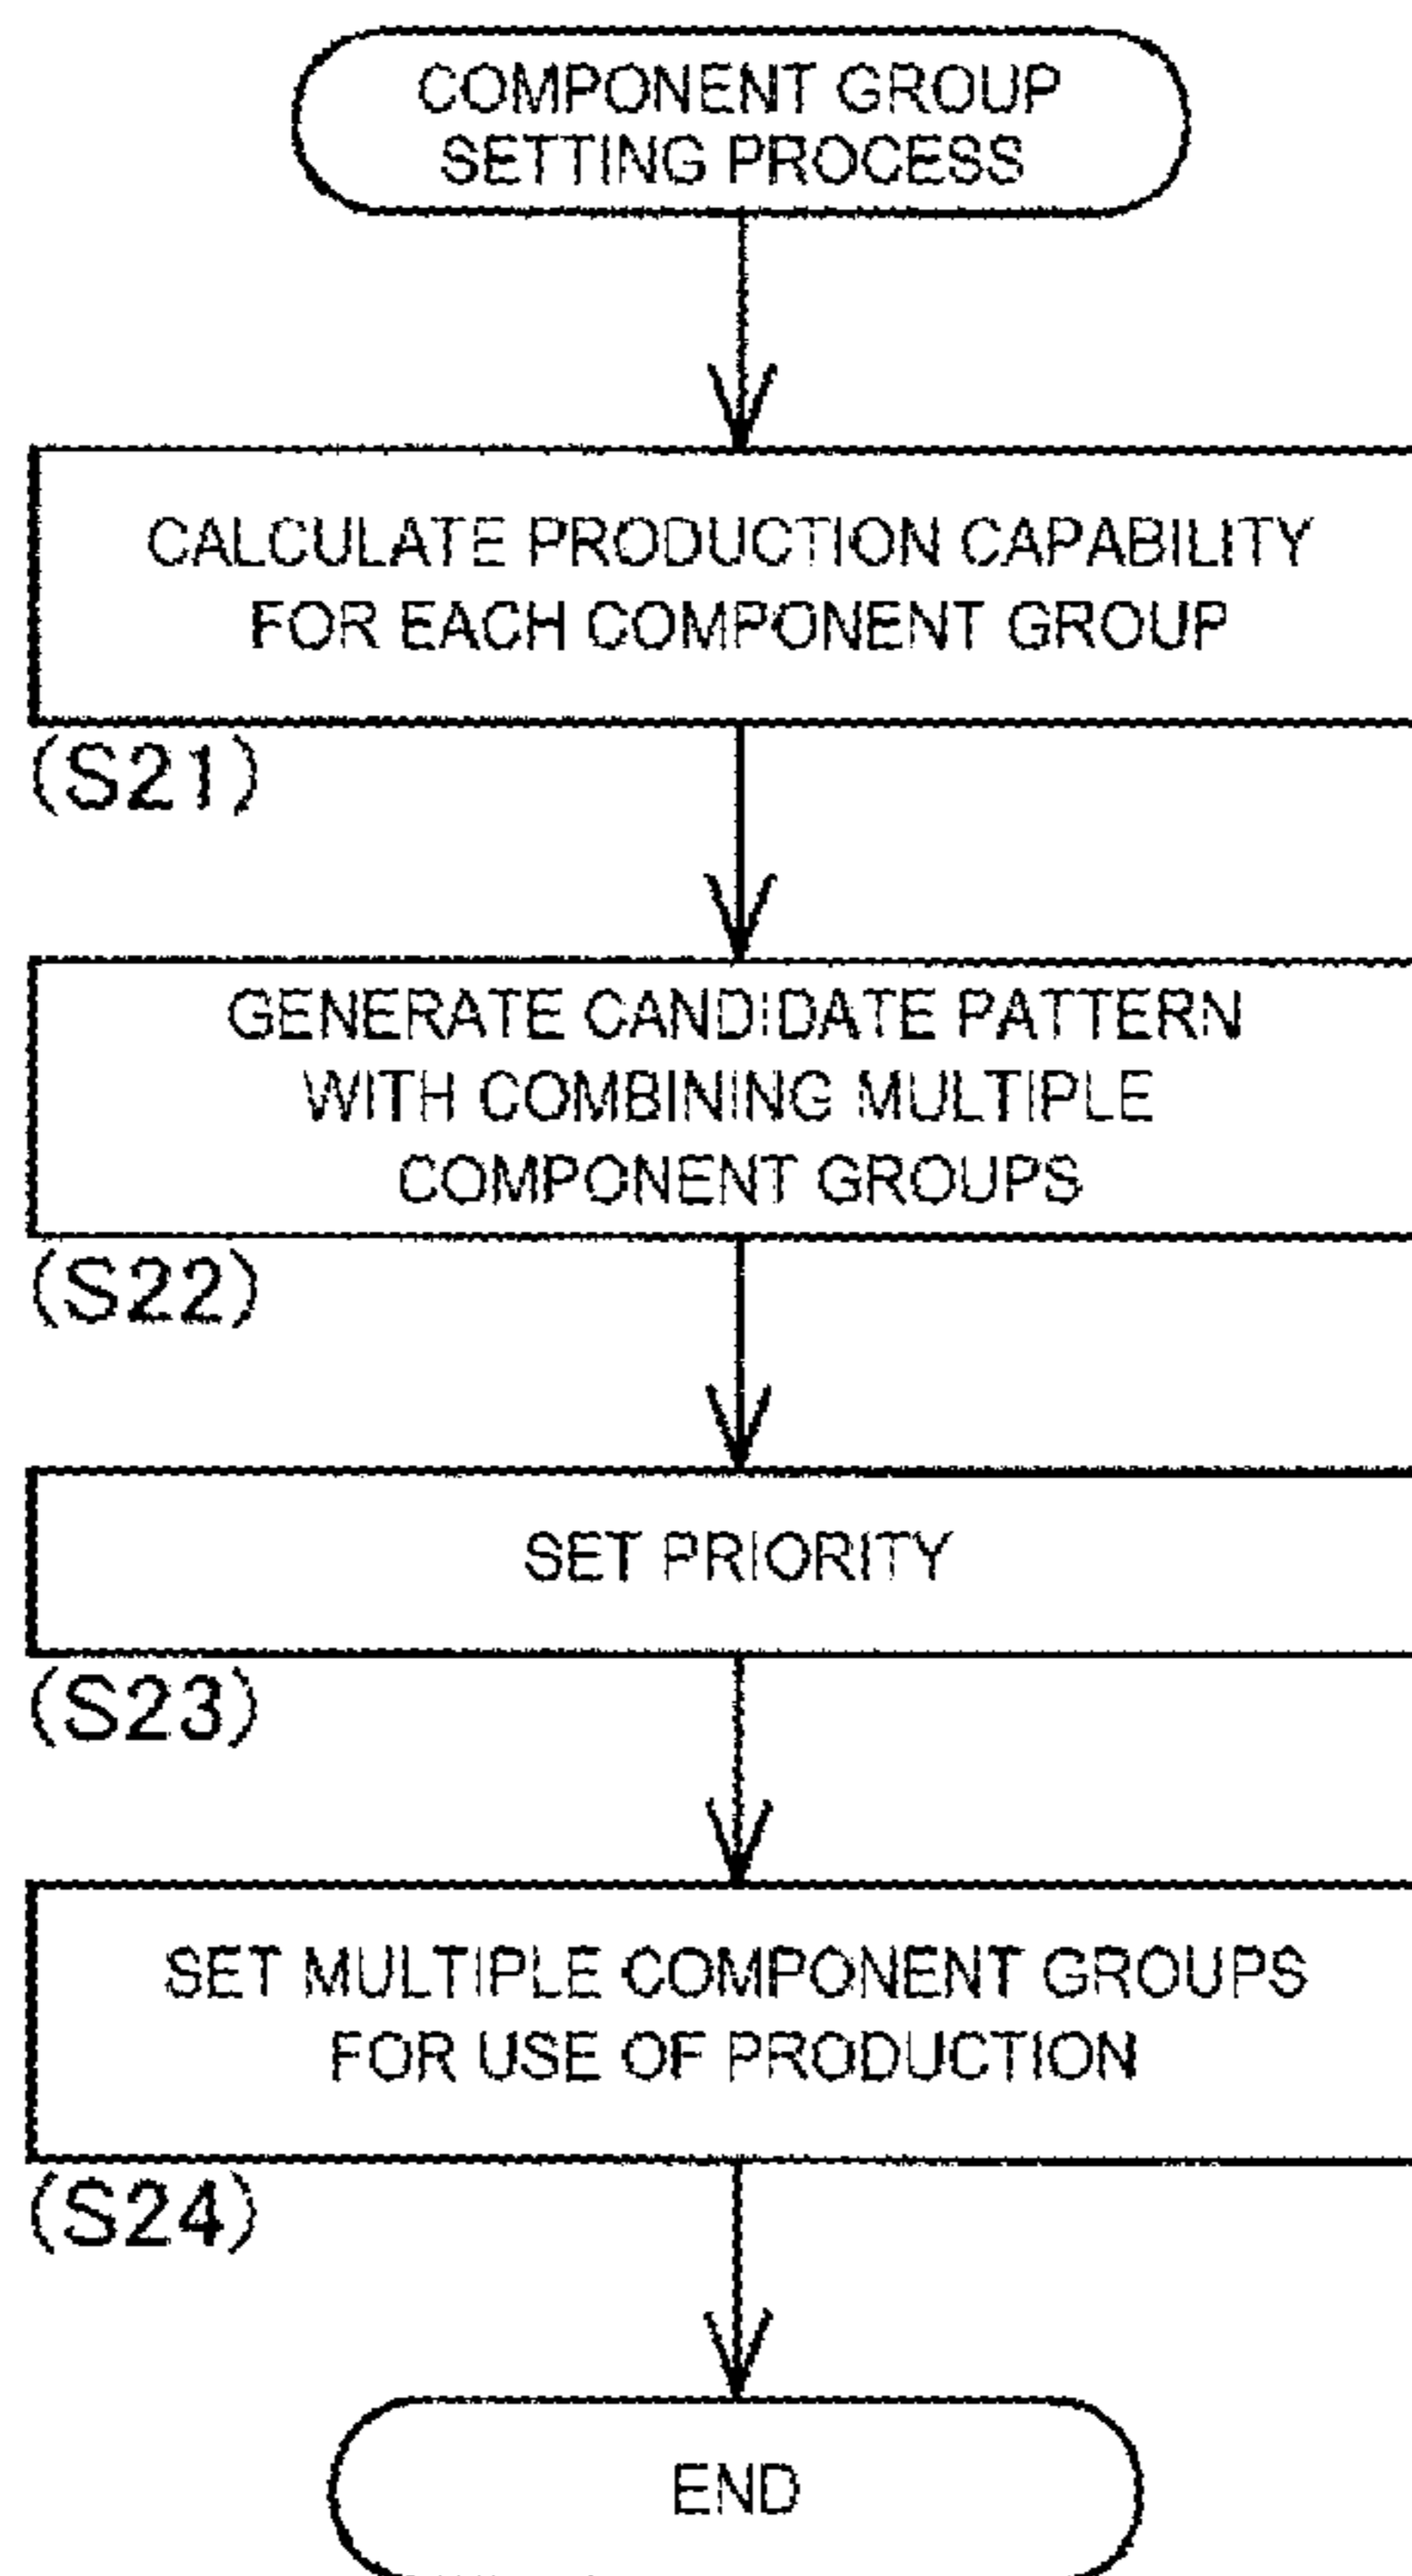 COMPONENT GROUP
SETTING PROCESS
CALCULATE PRODUCTION CAPABILITY
FOR EACH COMPONENT GROUP
(S21)
GENERATE CANDIDATE PATTERN
WITH COMBINING MULTIPLE
COMPONENT GROUPS
(S22)
SET PRIORITY
(S23)
SET MULTIPLE COMPONENT GROUPS
FOR USE OF PRODUCTION
(S24)
END